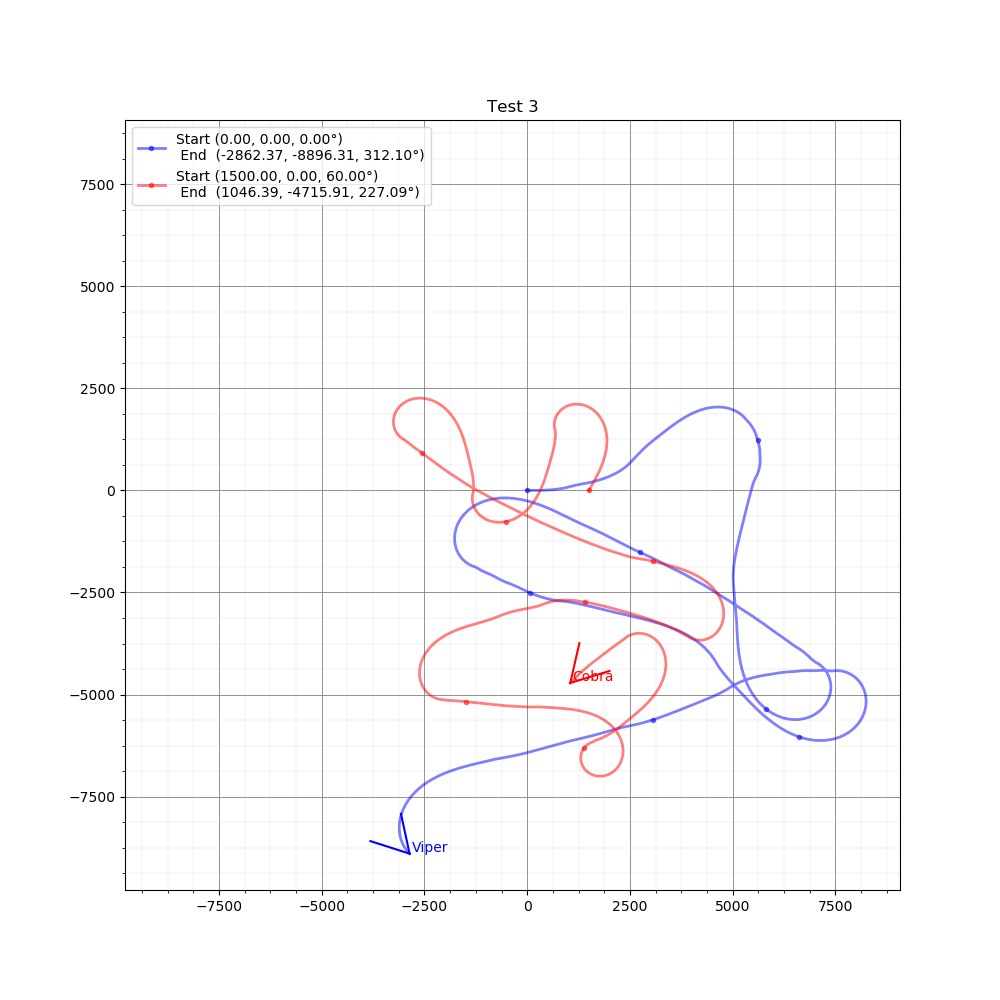 Test 3
Start (0.00, 0.00, 0.00°)
End  (-2862.37, -8896.31, 312.10°)
Start (1500.00, 0.00, 60.00°)
End  (1046.39, -4715.91, 227.09°)
7500
5000
2500
0
−2500
−5000
−7500
Cobra
Viper
−7500 −5000 −2500 0 2500 5000 7500